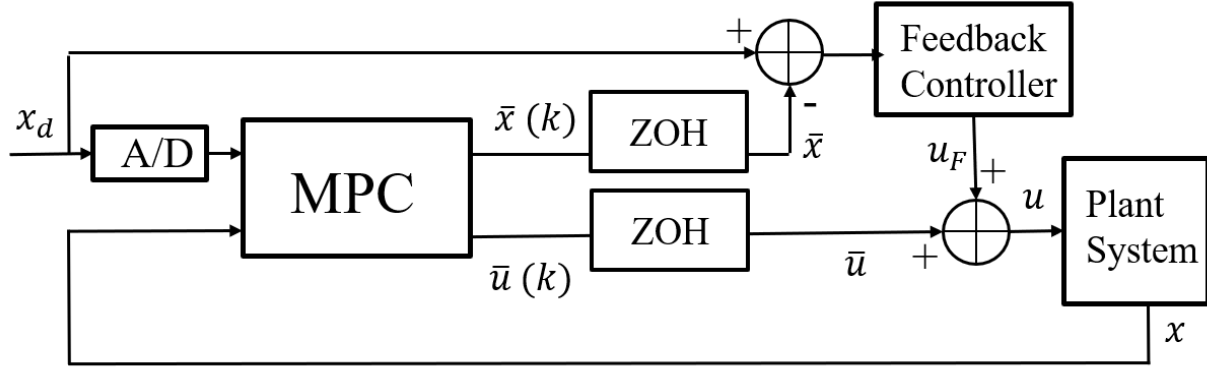 +
Feedback
Controller
x_d
A/D
MPC
x̄ (k)
ZOH
-
x̄
u_F
+
ū (k)
ZOH
ū
+
u
Plant
System
x